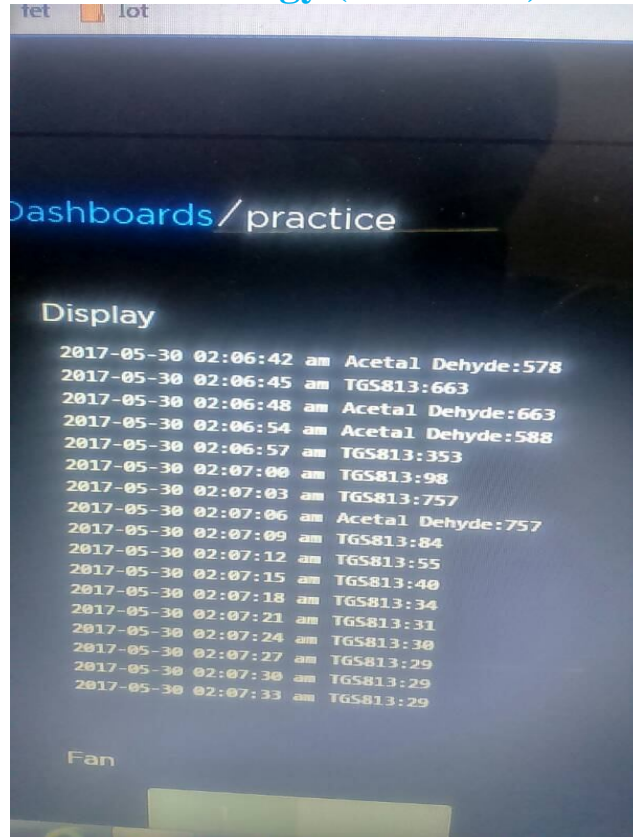 fet lot
Dashboards/practice
Display
2017-05-30 02:06:42 am Acetal Dehyde:578
2017-05-30 02:06:45 am TGS813:663
2017-05-30 02:06:48 am Acetal Dehyde:663
2017-05-30 02:06:54 am Acetal Dehyde:588
2017-05-30 02:06:57 am TGS813:353
2017-05-30 02:07:00 am TGS813:98
2017-05-30 02:07:03 am TGS813:757
2017-05-30 02:07:06 am Acetal Dehyde:757
2017-05-30 02:07:09 am TGS813:84
2017-05-30 02:07:12 am TGS813:55
2017-05-30 02:07:15 am TGS813:40
2017-05-30 02:07:18 am TGS813:34
2017-05-30 02:07:21 am TGS813:31
2017-05-30 02:07:24 am TGS813:30
2017-05-30 02:07:27 am TGS813:29
2017-05-30 02:07:30 am TGS813:29
2017-05-30 02:07:33 am TGS813:29
Fan